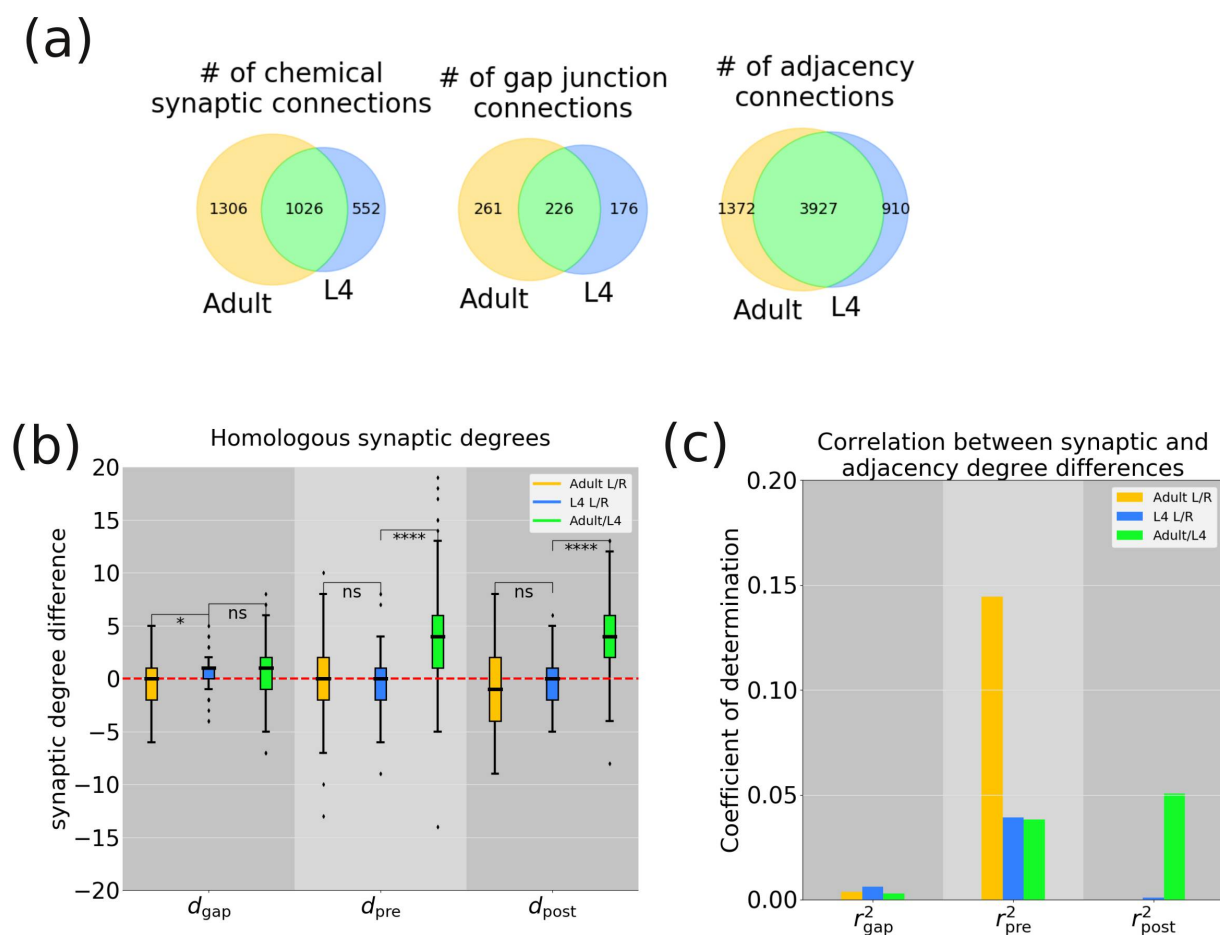 (a)
# of chemical
synaptic connections
1306
1026
552
Adult
L4
# of gap junction
connections
261
226
176
Adult
L4
# of adjacency
connections
1372
3927
910
Adult
L4
(b)
Homologous synaptic degrees
synaptic degree difference
20
15
10
5
0
−5
−10
−15
−20
Adult L/R
L4 L/R
Adult/L4
*
ns
ns
****
ns
****
d_gap
d_pre
d_post
(c)
Correlation between synaptic and
adjacency degree differences
Coefficient of determination
0.20
0.15
0.10
0.05
0.00
Adult L/R
L4 L/R
Adult/L4
r²_gap
r²_pre
r²_post